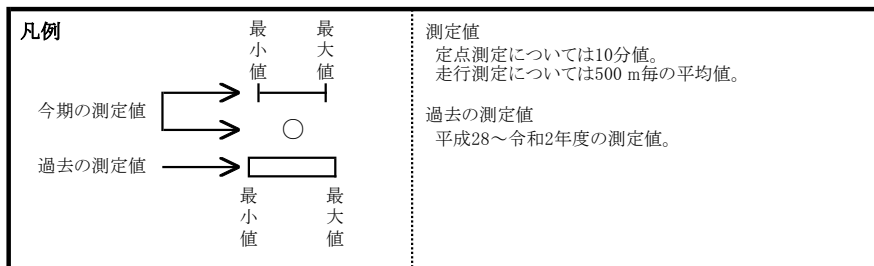 凡例
最小値
最大値
今期の測定値
過去の測定値
最小値
最大値
測定値
定点測定については10分値。
走行測定については500 m毎の平均値。
過去の測定値
平成28～令和2年度の測定値。